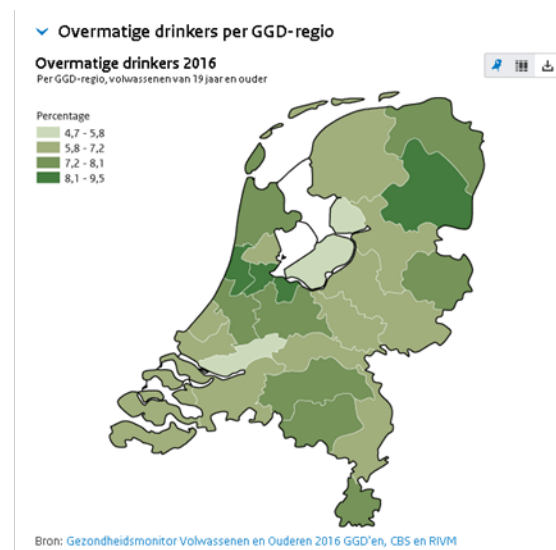 Overmatige drinkers per GGD-regio
Overmatige drinkers 2016
Per GGD-regio, volwassenen van 19 jaar en ouder
Percentage
4,7 - 5,8
5,8 - 7,2
7,2 - 8,1
8,1 - 9,5
Bron: Gezondheidsmonitor Volwassenen en Ouderen 2016 GGD'en, CBS en RIVM